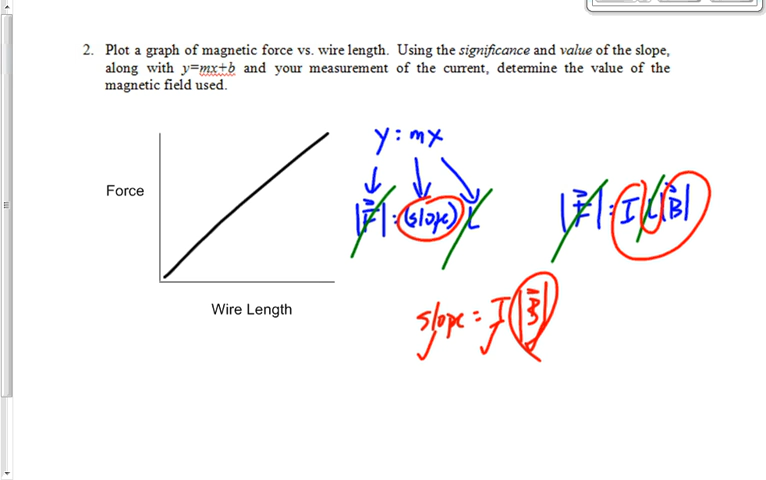 2. Plot a graph of magnetic force vs. wire length. Using the significance and value of the slope,
along with y=mx+b and your measurement of the current, determine the value of the
magnetic field used.
y = mx
Force
|F⃗| = (slope) L
|F⃗| = I L |B⃗|
Wire Length
slope = I |B⃗|